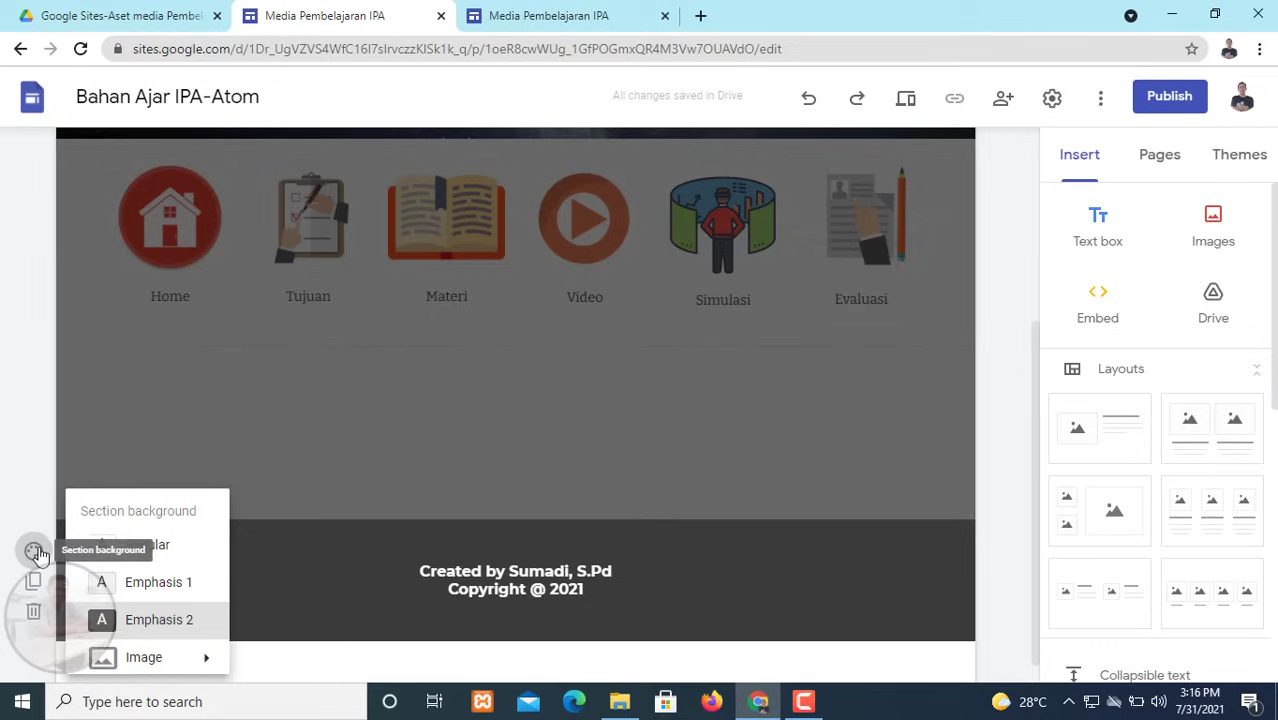 Google Sites-Ajar Media Pembel
Media Pembelajaran IPA
Media Pembelajaran IPA
sites.google.com/d/1Dr_UgVZVS4WfC16I7slrvczzKlSk1k_q/p/1oeR8cwWUg_1GfPOGmxQR4M3Vw7OUAVdO/edit
Bahan Ajar IPA-Atom
All changes saved in Drive
Publish
Insert
Pages
Themes
Text box
Images
Embed
Drive
Layouts
Collapsible text
Home
Tujuan
Materi
Video
Simulasi
Evaluasi
Section background
Section background
A Emphasis 1
A Emphasis 2
Image
Created by Sumadi, S.Pd
Copyright @ 2021
Type here to search
28°C
3:16 PM
7/31/2021
1